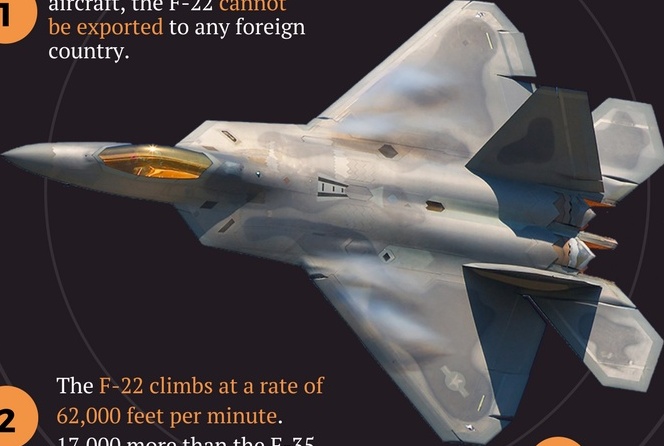 1
aircraft, the F-22 cannot
be exported to any foreign
country.
2
The F-22 climbs at a rate of
62,000 feet per minute.
17,000 more than the F-35